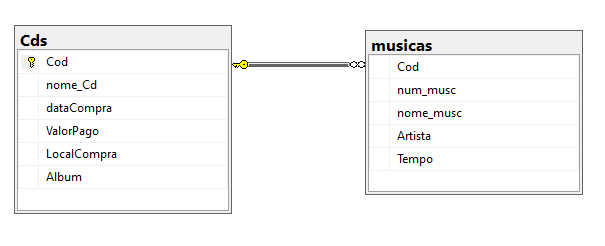 Cds
Cod
nome_Cd
dataCompra
ValorPago
LocalCompra
Album
musicas
Cod
num_musc
nome_musc
Artista
Tempo